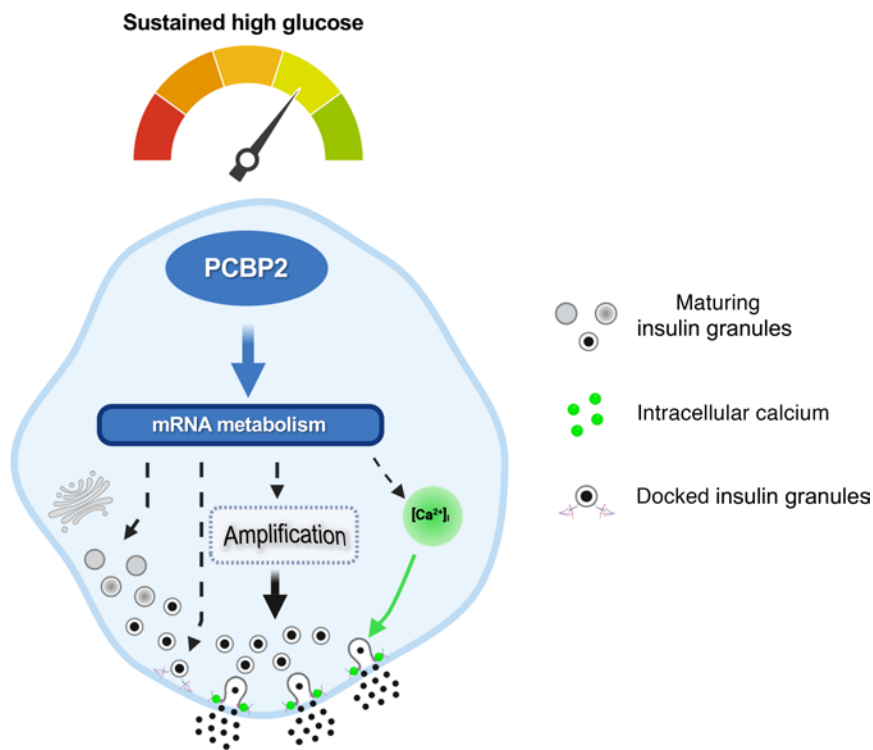 Sustained high glucose
PCBP2
mRNA metabolism
Amplification
[Ca²⁺]ᵢ
Maturing
insulin granules
Intracellular calcium
Docked insulin granules